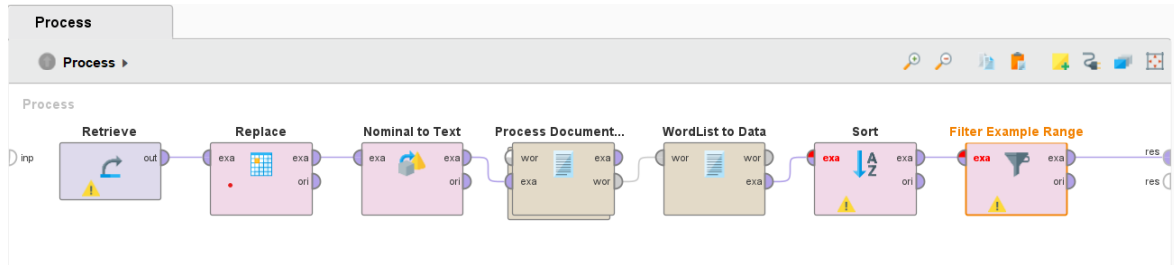 Process
Process
Process
Retrieve Replace Nominal to Text Process Document... WordList to Data Sort Filter Example Range
inp out exa exa exa exa wor exa wor wor exa exa exa exa res
ori ori exa wor exa ori ori res